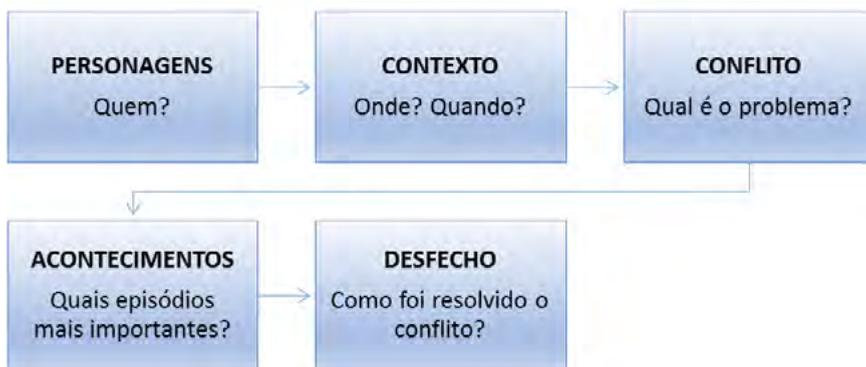 PERSONAGENS
Quem?
CONTEXTO
Onde? Quando?
CONFLITO
Qual é o problema?
ACONTECIMENTOS
Quais episódios
mais importantes?
DESFECHO
Como foi resolvido o
conflito?